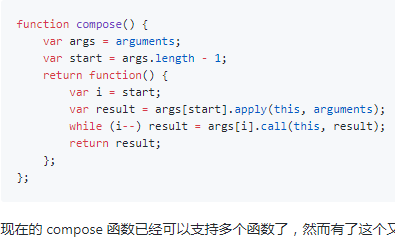 function compose() {
    var args = arguments;
    var start = args.length - 1;
    return function() {
        var i = start;
        var result = args[start].apply(this, arguments);
        while (i--) result = args[i].call(this, result);
        return result;
    };
};
现在的 compose 函数已经可以支持多个函数了，然而有了这个又